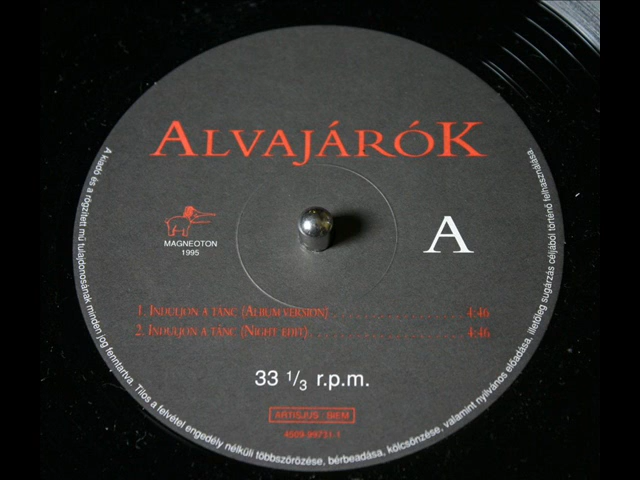 ALVAJÁRÓK
MAGNETON
1995
A
1. INDULJON A TÁNC (ALBUM VERSION) 4:46
2. INDULJON A TÁNC (NIGHT EDIT) 4:46
33 1/3 r.p.m.
ARTISJUS BIEM
4509 99731-1
A kiadó és a rögzített mű tulajdonosának minden jog fenntartva. Tilos a felvétel engedély nélküli többszörözése, bérbeadása, kölcsönzése, valamint nyilvános előadása, illetőleg sugárzás céljából történő felhasználása.